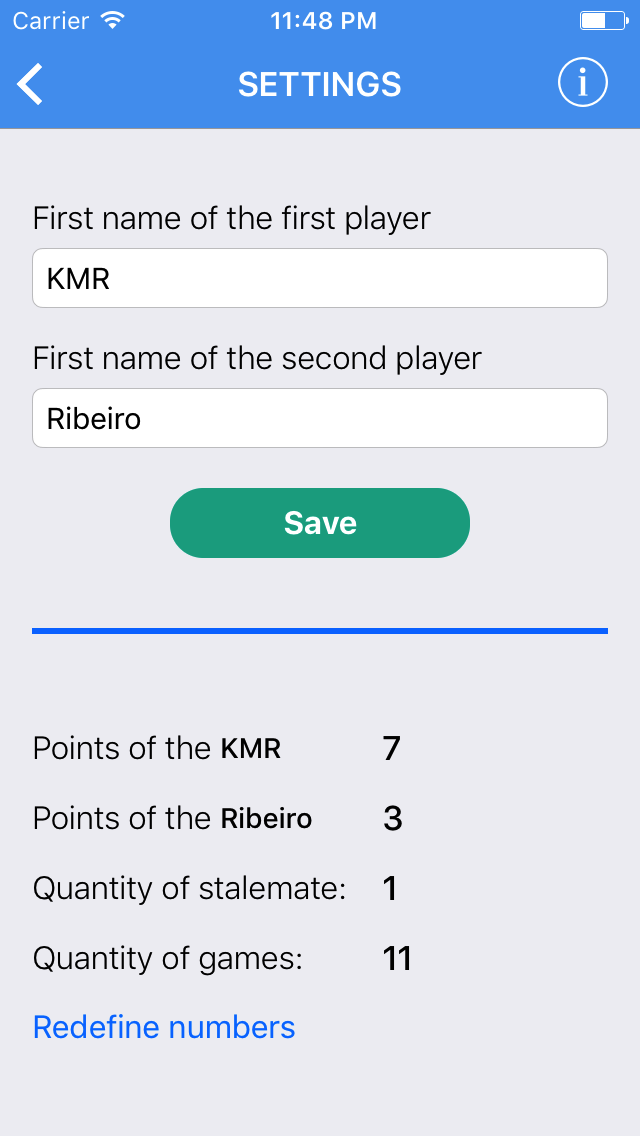 Carrier 11:48 PM
SETTINGS i
First name of the first player
KMR
First name of the second player
Ribeiro
Save
Points of the KMR 7
Points of the Ribeiro 3
Quantity of stalemate: 1
Quantity of games: 11
Redefine numbers